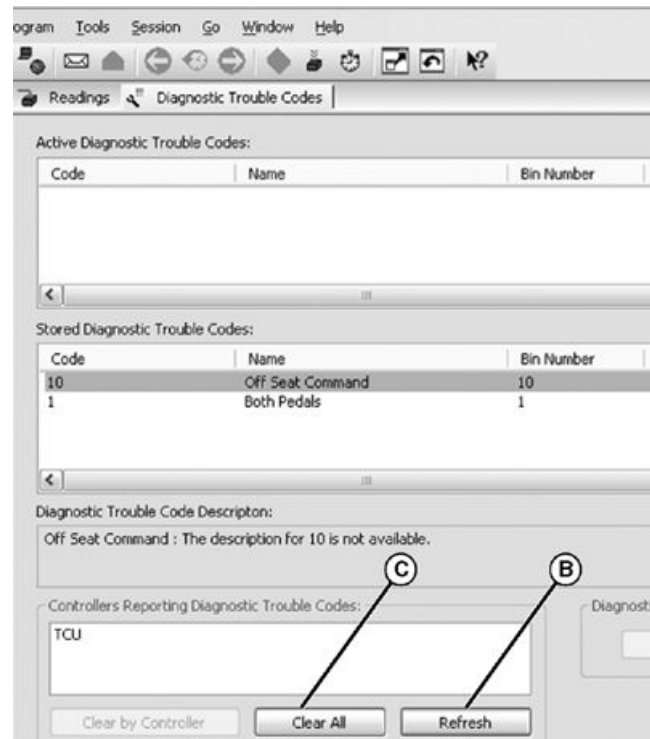 ogram Tools Session Go Window Help
Readings Diagnostic Trouble Codes
Active Diagnostic Trouble Codes:
Code Name Bin Number
Stored Diagnostic Trouble Codes:
Code Name Bin Number
10 Off Seat Command 10
1 Both Pedals 1
Diagnostic Trouble Code Descripton:
Off Seat Command : The description for 10 is not available.
C B
Controllers Reporting Diagnostic Trouble Codes: Diagnosti
TCU
Clear by Controller Clear All Refresh